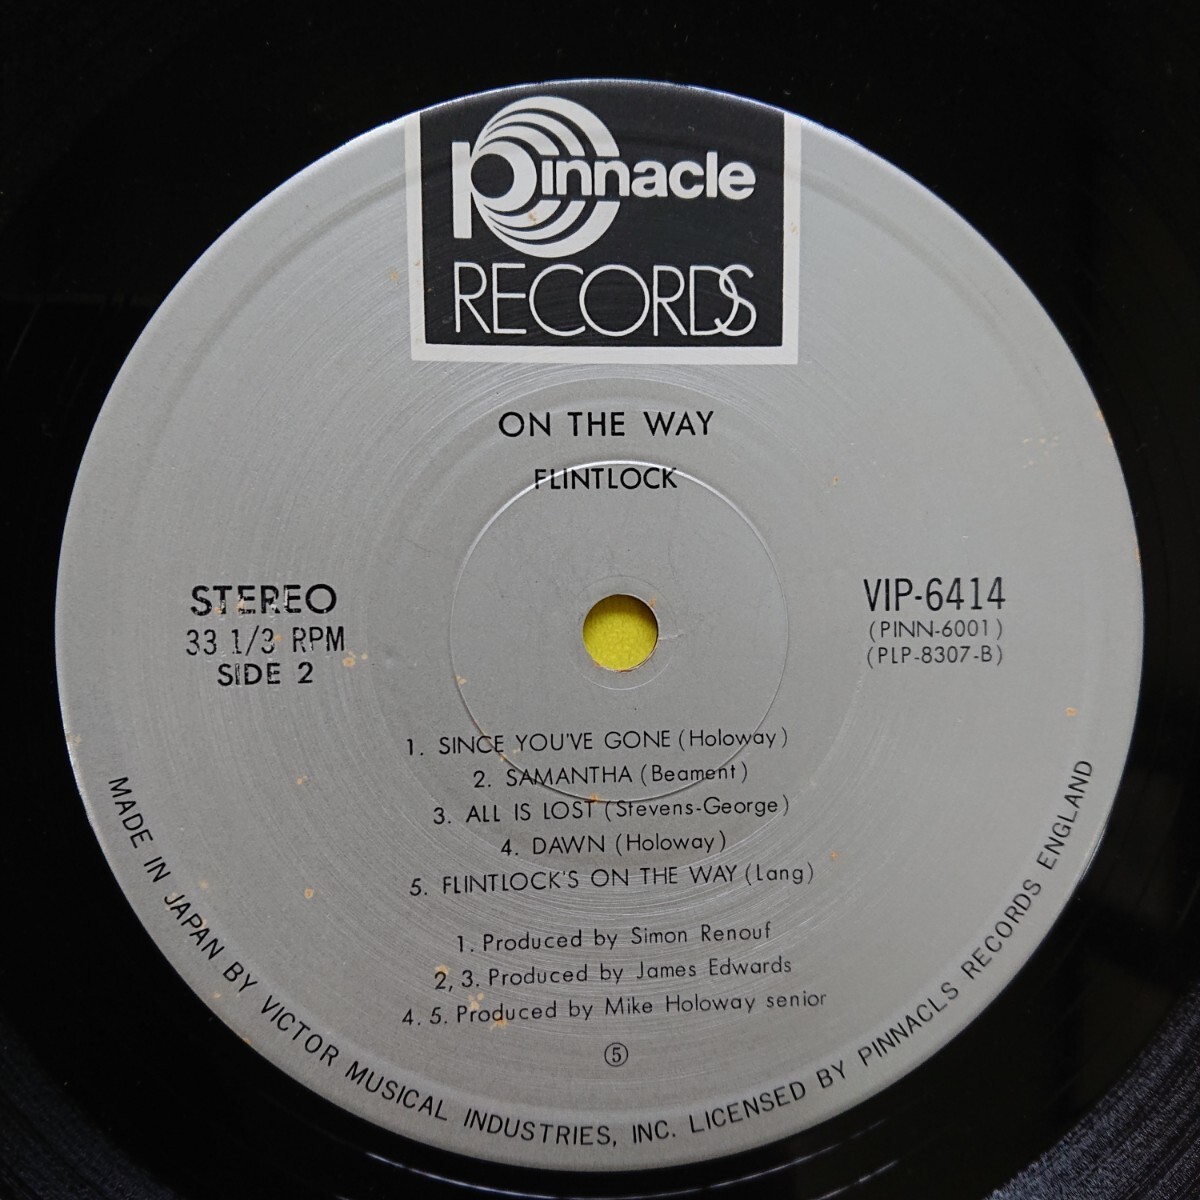 Pinnacle
RECORDS
ON THE WAY
FLINTLOCK
STEREO
33 1/3 RPM
SIDE 2
VIP-6414
(PINN-6001)
(PLP-8307-B)
1. SINCE YOU'VE GONE (Holoway)
2. SAMANTHA (Beament)
3. ALL IS LOST (Stevens-George)
4. DAWN (Holoway)
5. FLINTLOCK'S ON THE WAY (Lang)
1. Produced by Simon Renouf
2, 3. Produced by James Edwards
4. 5. Produced by Mike Holoway senior
⑤
MADE IN JAPAN BY VICTOR MUSICAL INDUSTRIES, INC. LICENSED BY PINNACLS RECORDS ENGLAND